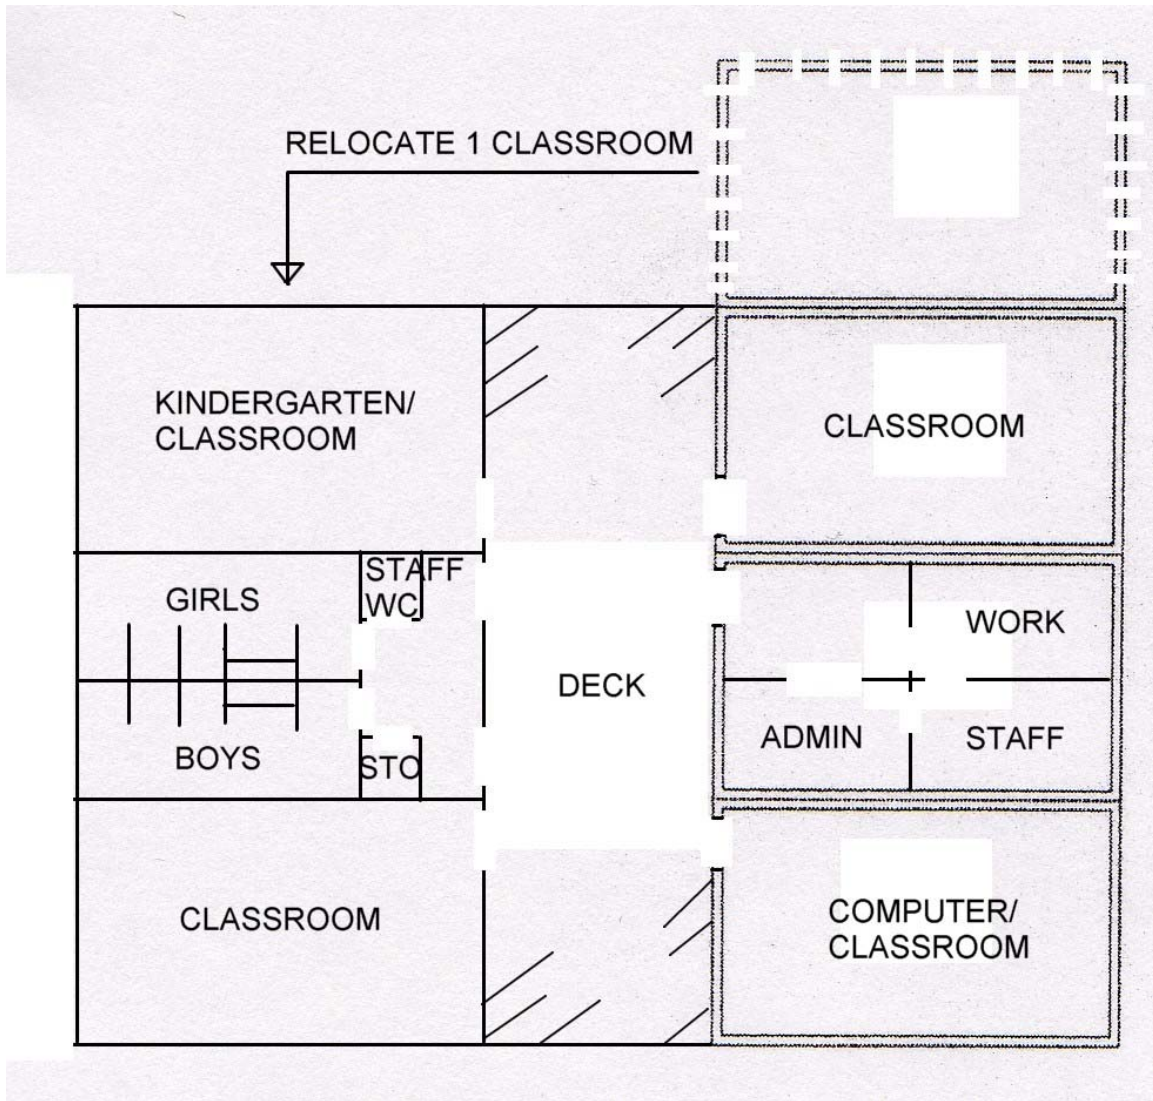 RELOCATE 1 CLASSROOM
KINDERGARTEN/
CLASSROOM
CLASSROOM
STAFF
WC
GIRLS
WORK
DECK
ADMIN
STAFF
BOYS
STO
CLASSROOM
COMPUTER/
CLASSROOM